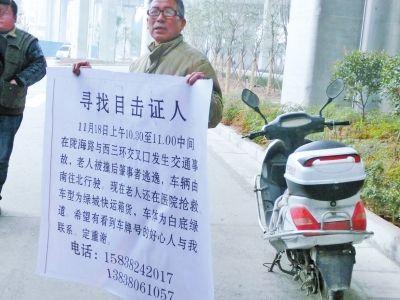 寻找目击证人
11月18日上午10.30至11.00中间
在陇海路与西三环交叉口发生交通事
故，老人被撞后肇事者逃逸，车辆由
南往北行驶。现在老人还在医院抢救
车型为绿城快运箱货，车体为白底绿
道。希望有看到车牌号的好心人与我
联系。定重谢。
电话：15838242017
13838061057